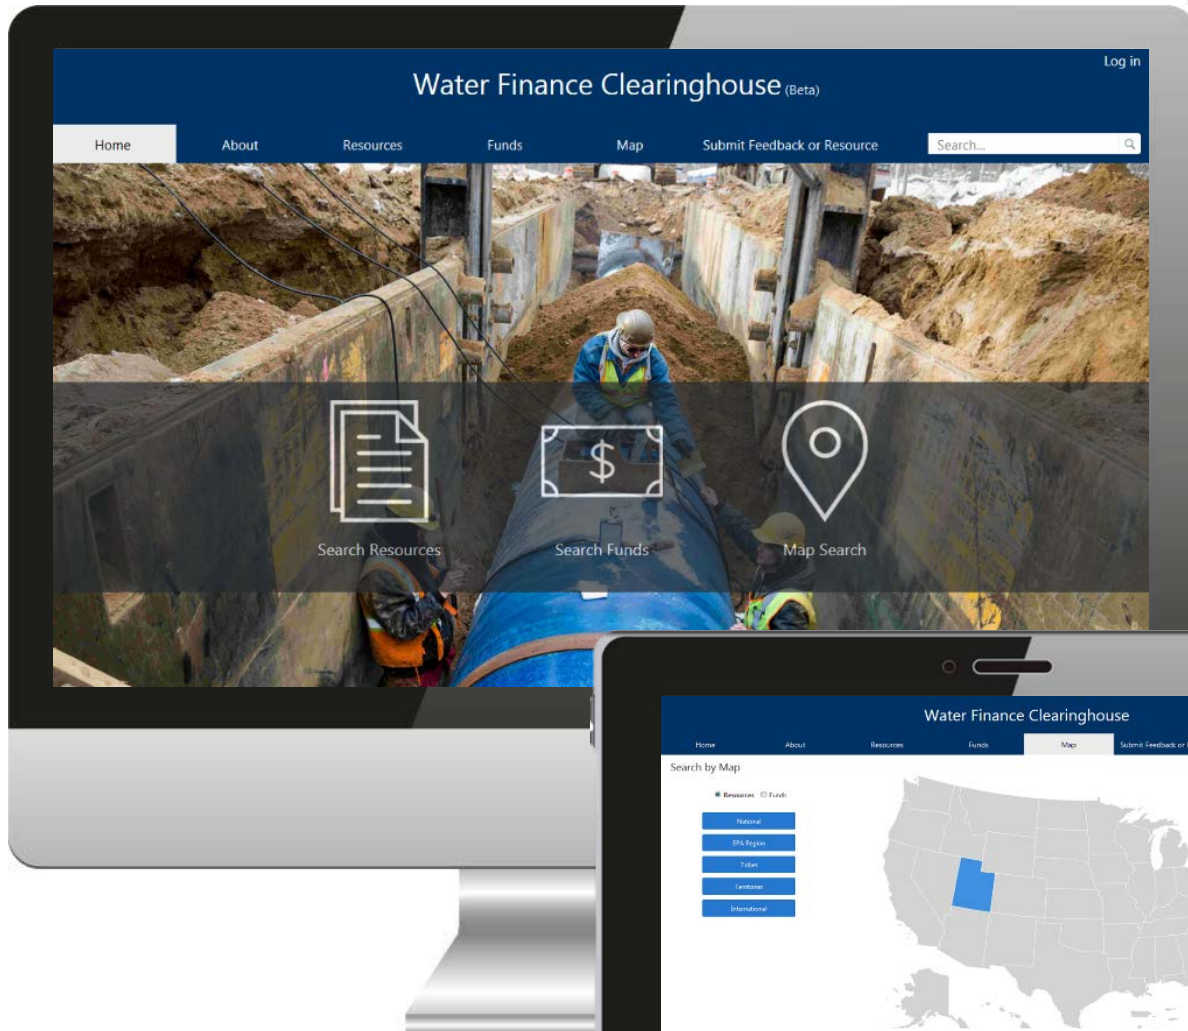 Log in
Water Finance Clearinghouse (Beta)
Home About Resources Funds Map Submit Feedback or Resource Search...
$
Search Resources Search Funds Map Search
Water Finance Clearinghouse
Home About Resources Funds Map Submit Feedback or
Search by Map
Resources Funds
National
EPA Region
Tribes
Territories
International